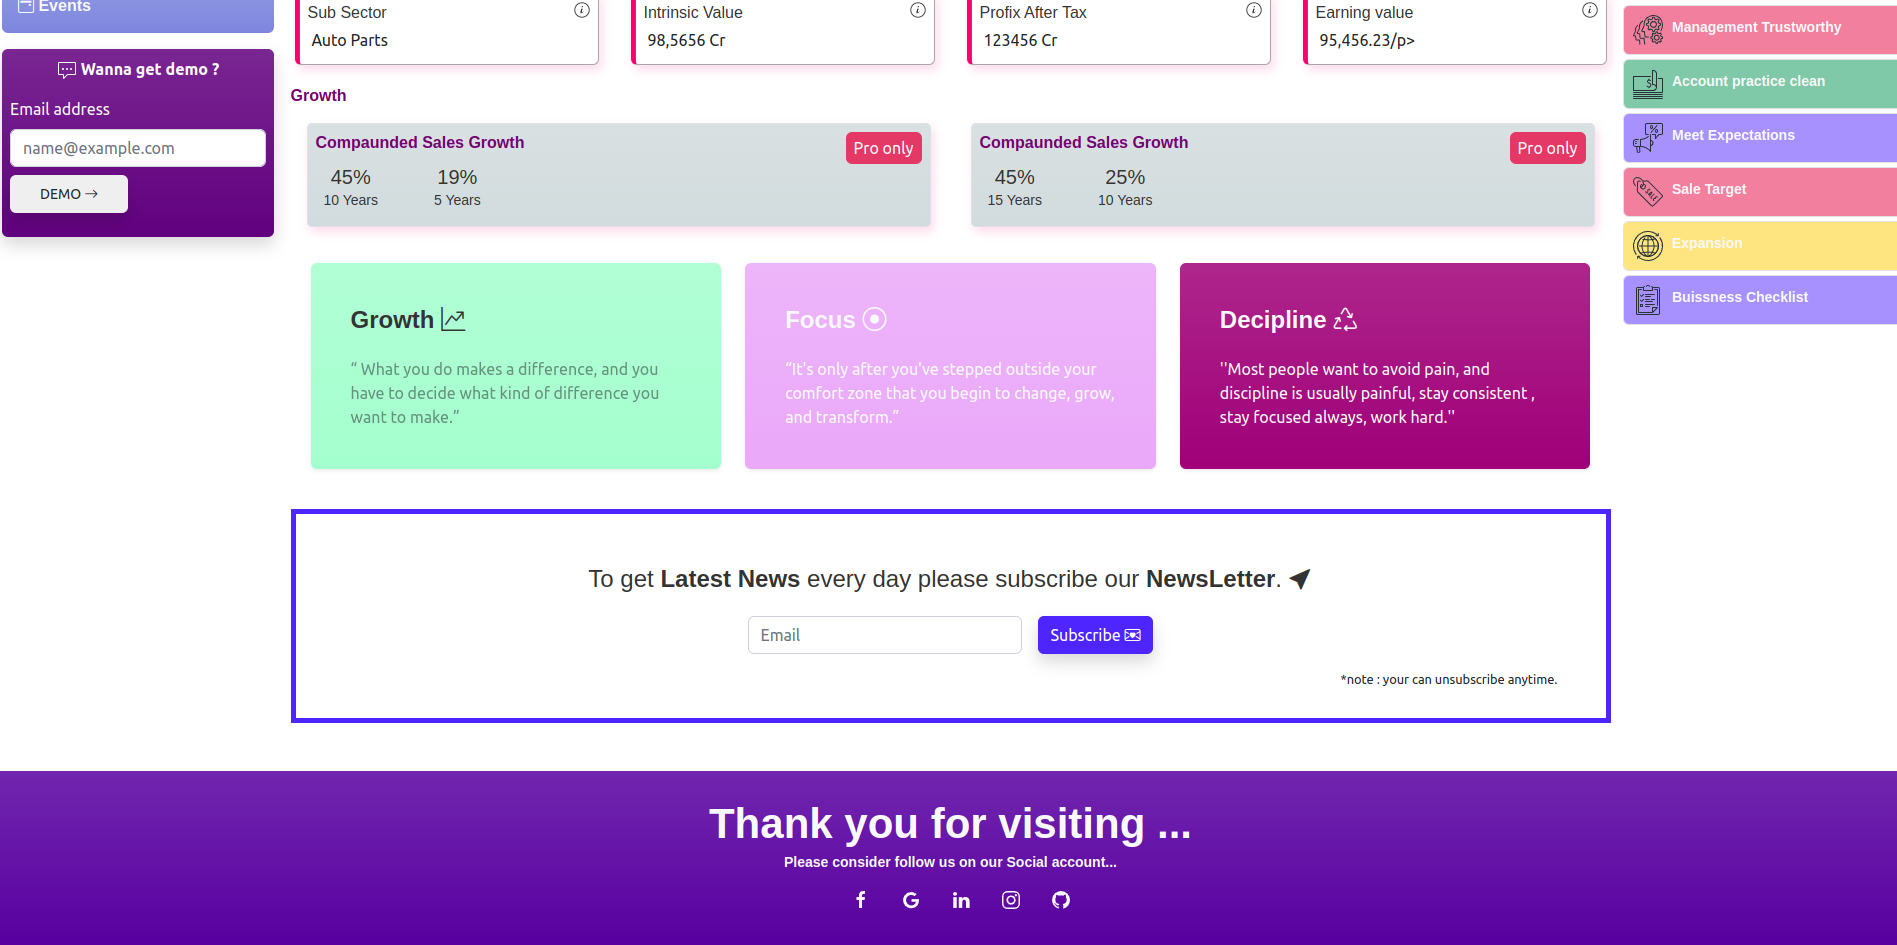 Events
Wanna get demo ?
Email address
name@example.com
DEMO
Sub Sector
Auto Parts
Intrinsic Value
98,5656 Cr
Profix After Tax
123456 Cr
Earning value
95,456.23/p>
Growth
Compaunded Sales Growth
Pro only
45%
19%
10 Years
5 Years
Compaunded Sales Growth
Pro only
45%
25%
15 Years
10 Years
Growth
“ What you do makes a difference, and you
have to decide what kind of difference you
want to make.”
Focus
“It's only after you've stepped outside your
comfort zone that you begin to change, grow,
and transform.”
Decipline
''Most people want to avoid pain, and
discipline is usually painful, stay consistent ,
stay focused always, work hard.''
To get Latest News every day please subscribe our NewsLetter.
Email
Subscribe
*note : your can unsubscribe anytime.
Management Trustworthy
Account practice clean
Meet Expectations
Sale Target
Expansion
Buissness Checklist
Thank you for visiting ...
Please consider follow us on our Social account...